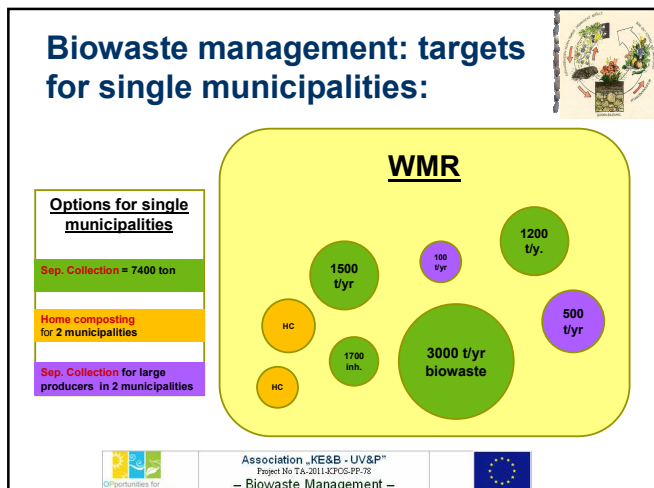 Biowaste management: targets
for single municipalities:
WMR
Options for single
municipalities
Sep. Collection = 7400 ton
Home composting
for 2 municipalities
Sep. Collection for large
producers in 2 municipalities
1500
t/yr
100
t/yr
1200
t/y.
500
t/yr
HC
1700
inh.
3000 t/yr
biowaste
HC
OPportunities for
Association „KE&B - UV&P”
Project No TA-2011-KPOS-PP-78
– Biowaste Management –